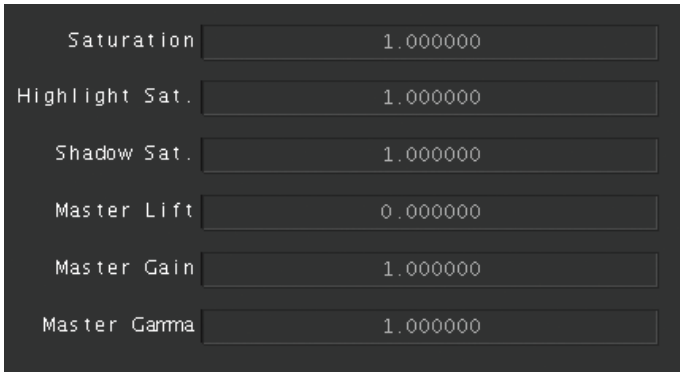 Saturation 1.000000
Highlight Sat. 1.000000
Shadow Sat. 1.000000
Master Lift 0.000000
Master Gain 1.000000
Master Gamma 1.000000